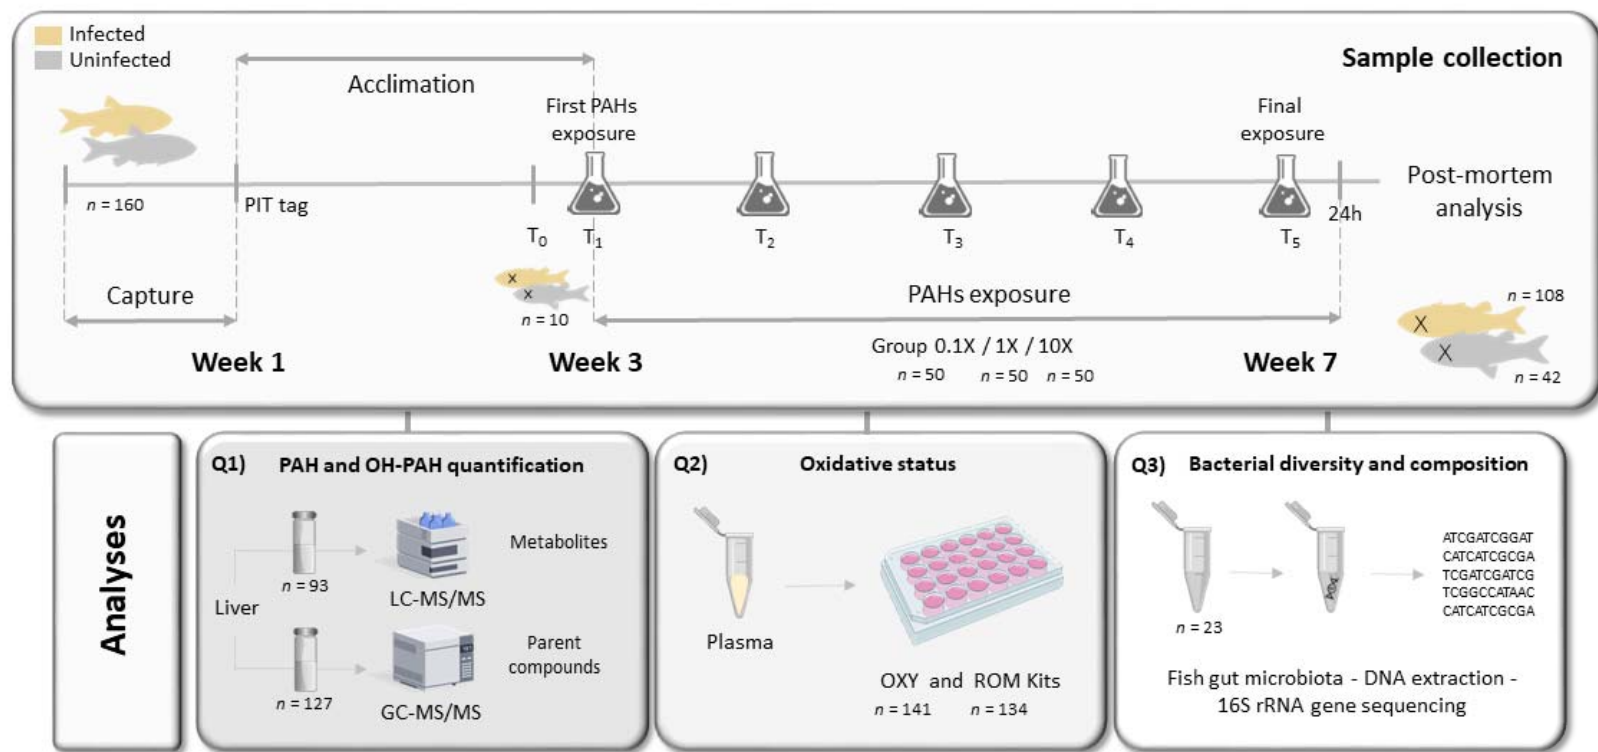 Infected
Uninfected
Sample collection
Acclimation
First PAHs
exposure
Final
exposure
n = 160
PIT tag
T0
T1
T2
T3
T4
T5
24h
Post-mortem
analysis
Capture
n = 10
PAHs exposure
n = 108
Week 1
Week 3
Group 0.1X / 1X / 10X
n = 50 n = 50 n = 50
Week 7
n = 42
Analyses
Q1) PAH and OH-PAH quantification
Metabolites
n = 93
LC-MS/MS
Liver
Parent
compounds
n = 127
GC-MS/MS
Q2) Oxidative status
Plasma
OXY and ROM Kits
n = 141 n = 134
Q3) Bacterial diversity and composition
ATCGATCGGAT
CATCATCGCGA
TCGATCGATCG
TCGGCCATAAC
CATCATCGCGA
n = 23
Fish gut microbiota - DNA extraction -
16S rRNA gene sequencing